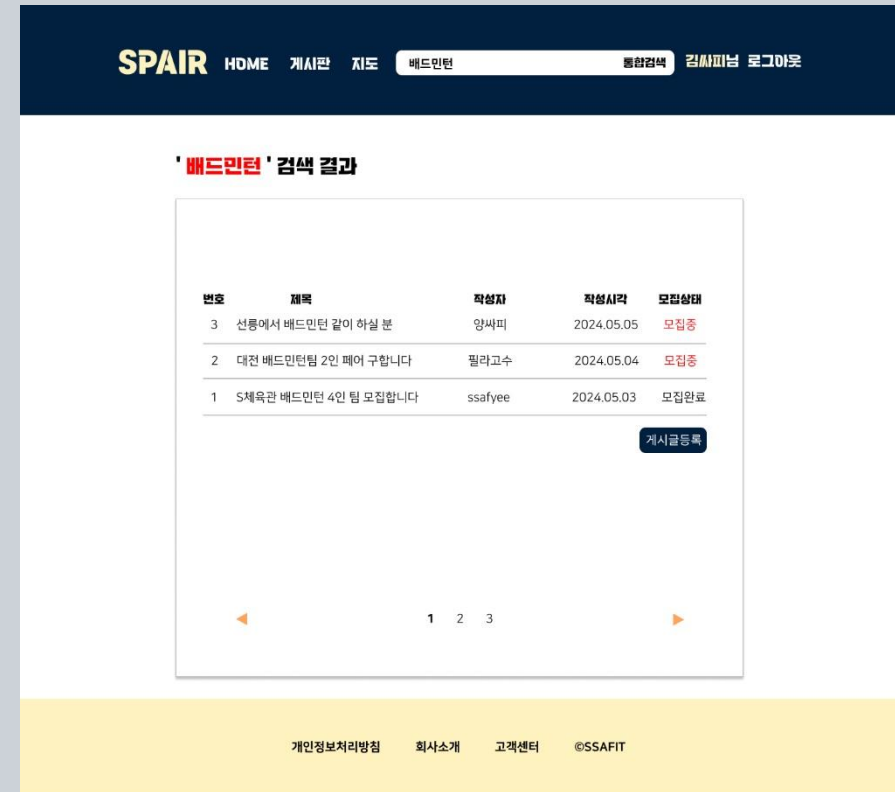 SPAIR HOME 게시판 지도 배드민턴 통합검색 김싸피님 로그아웃
' 배드민턴 ' 검색 결과
번호 제목 작성자 작성시각 모집상태
3 선릉에서 배드민턴 같이 하실 분 양싸피 2024.05.05 모집중
2 대전 배드민턴팀 2인 페어 구합니다 필라고수 2024.05.04 모집중
1 S체육관 배드민턴 4인 팀 모집합니다 ssafyee 2024.05.03 모집완료
게시글등록
◀ 1 2 3 ▶
개인정보처리방침 회사소개 고객센터 ©SSAFIT